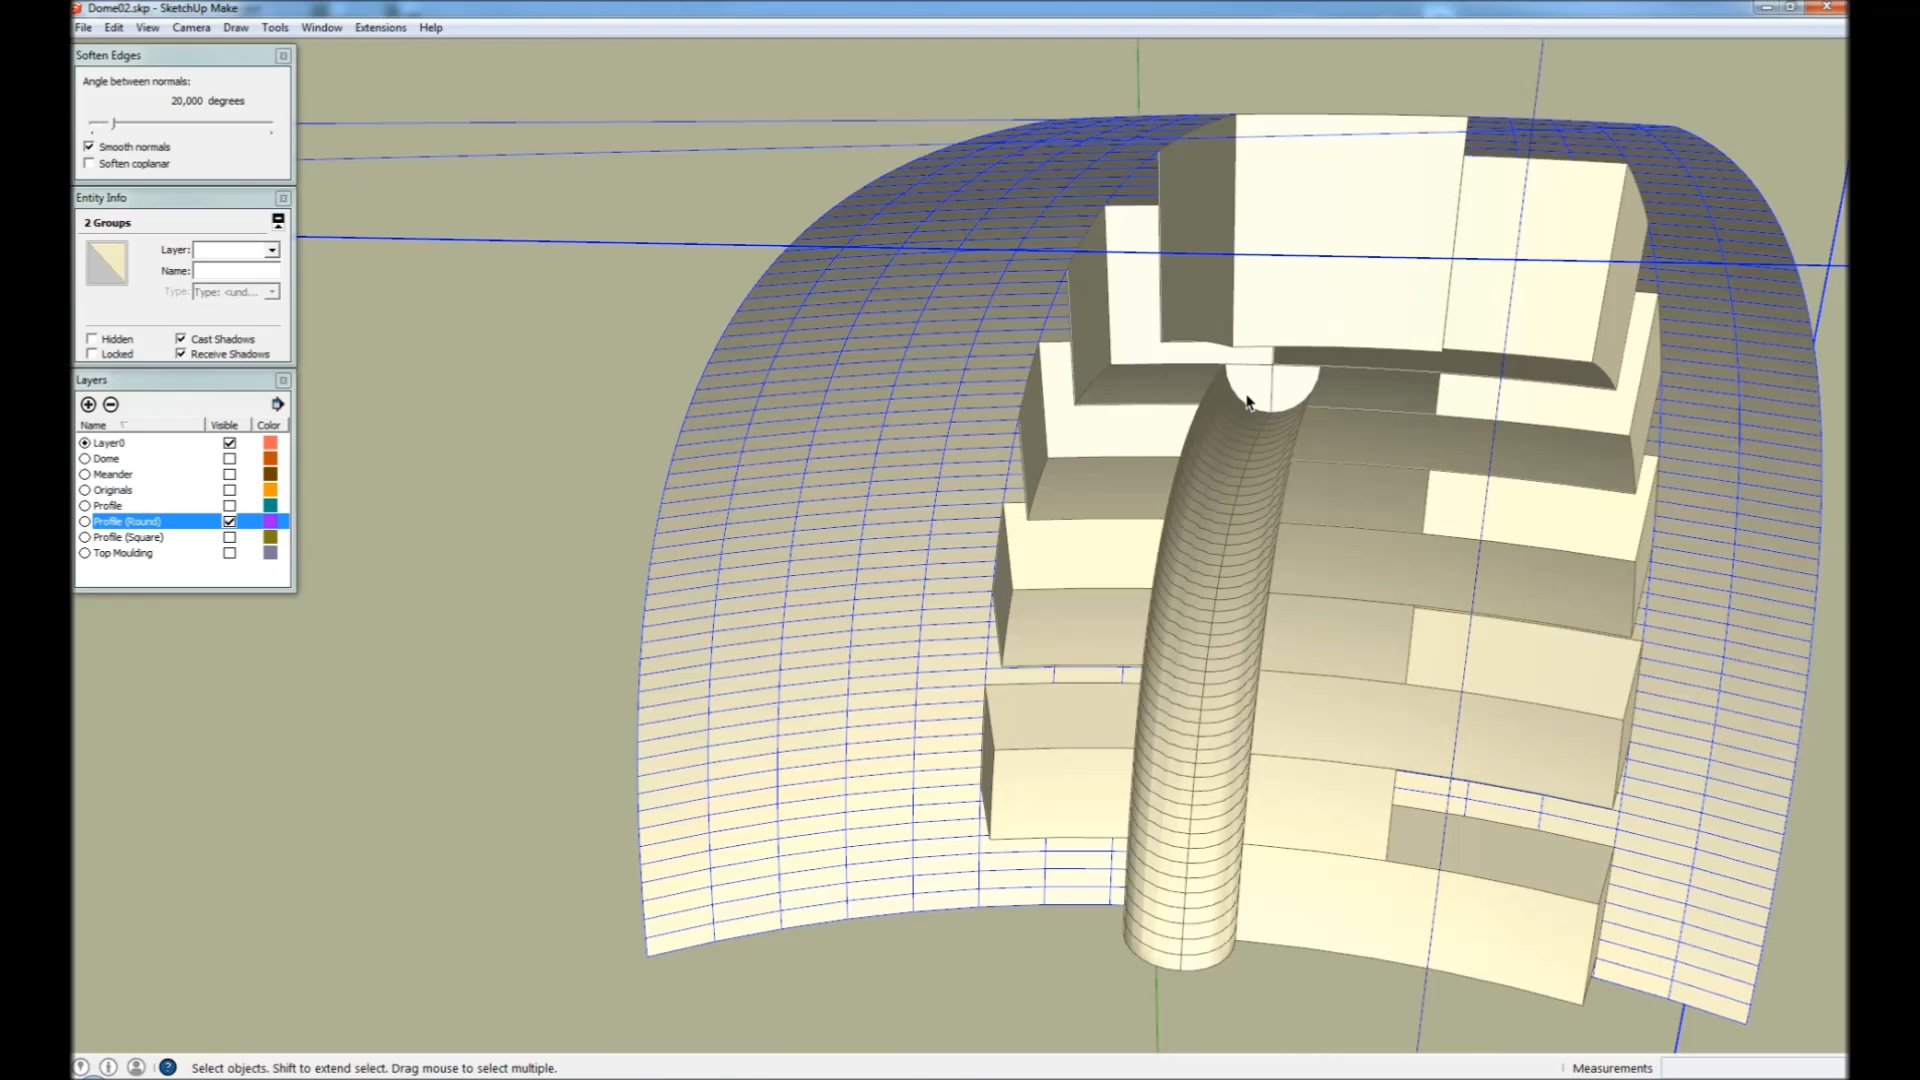 Dome02.skp - SketchUp Make
File Edit View Camera Draw Tools Window Extensions Help
Soften Edges
Angle between normals:
20,000 degrees
Smooth normals
Soften coplanar
Entity Info
2 Groups
Layer:
Name:
Type: Type: <und...
Hidden Cast Shadows
Locked Receive Shadows
Layers
Name Visible Color
Layer0
Dome
Meander
Originals
Profile
Profile (Round)
Profile (Square)
Top Moulding
Select objects. Shift to extend select. Drag mouse to select multiple.
Measurements